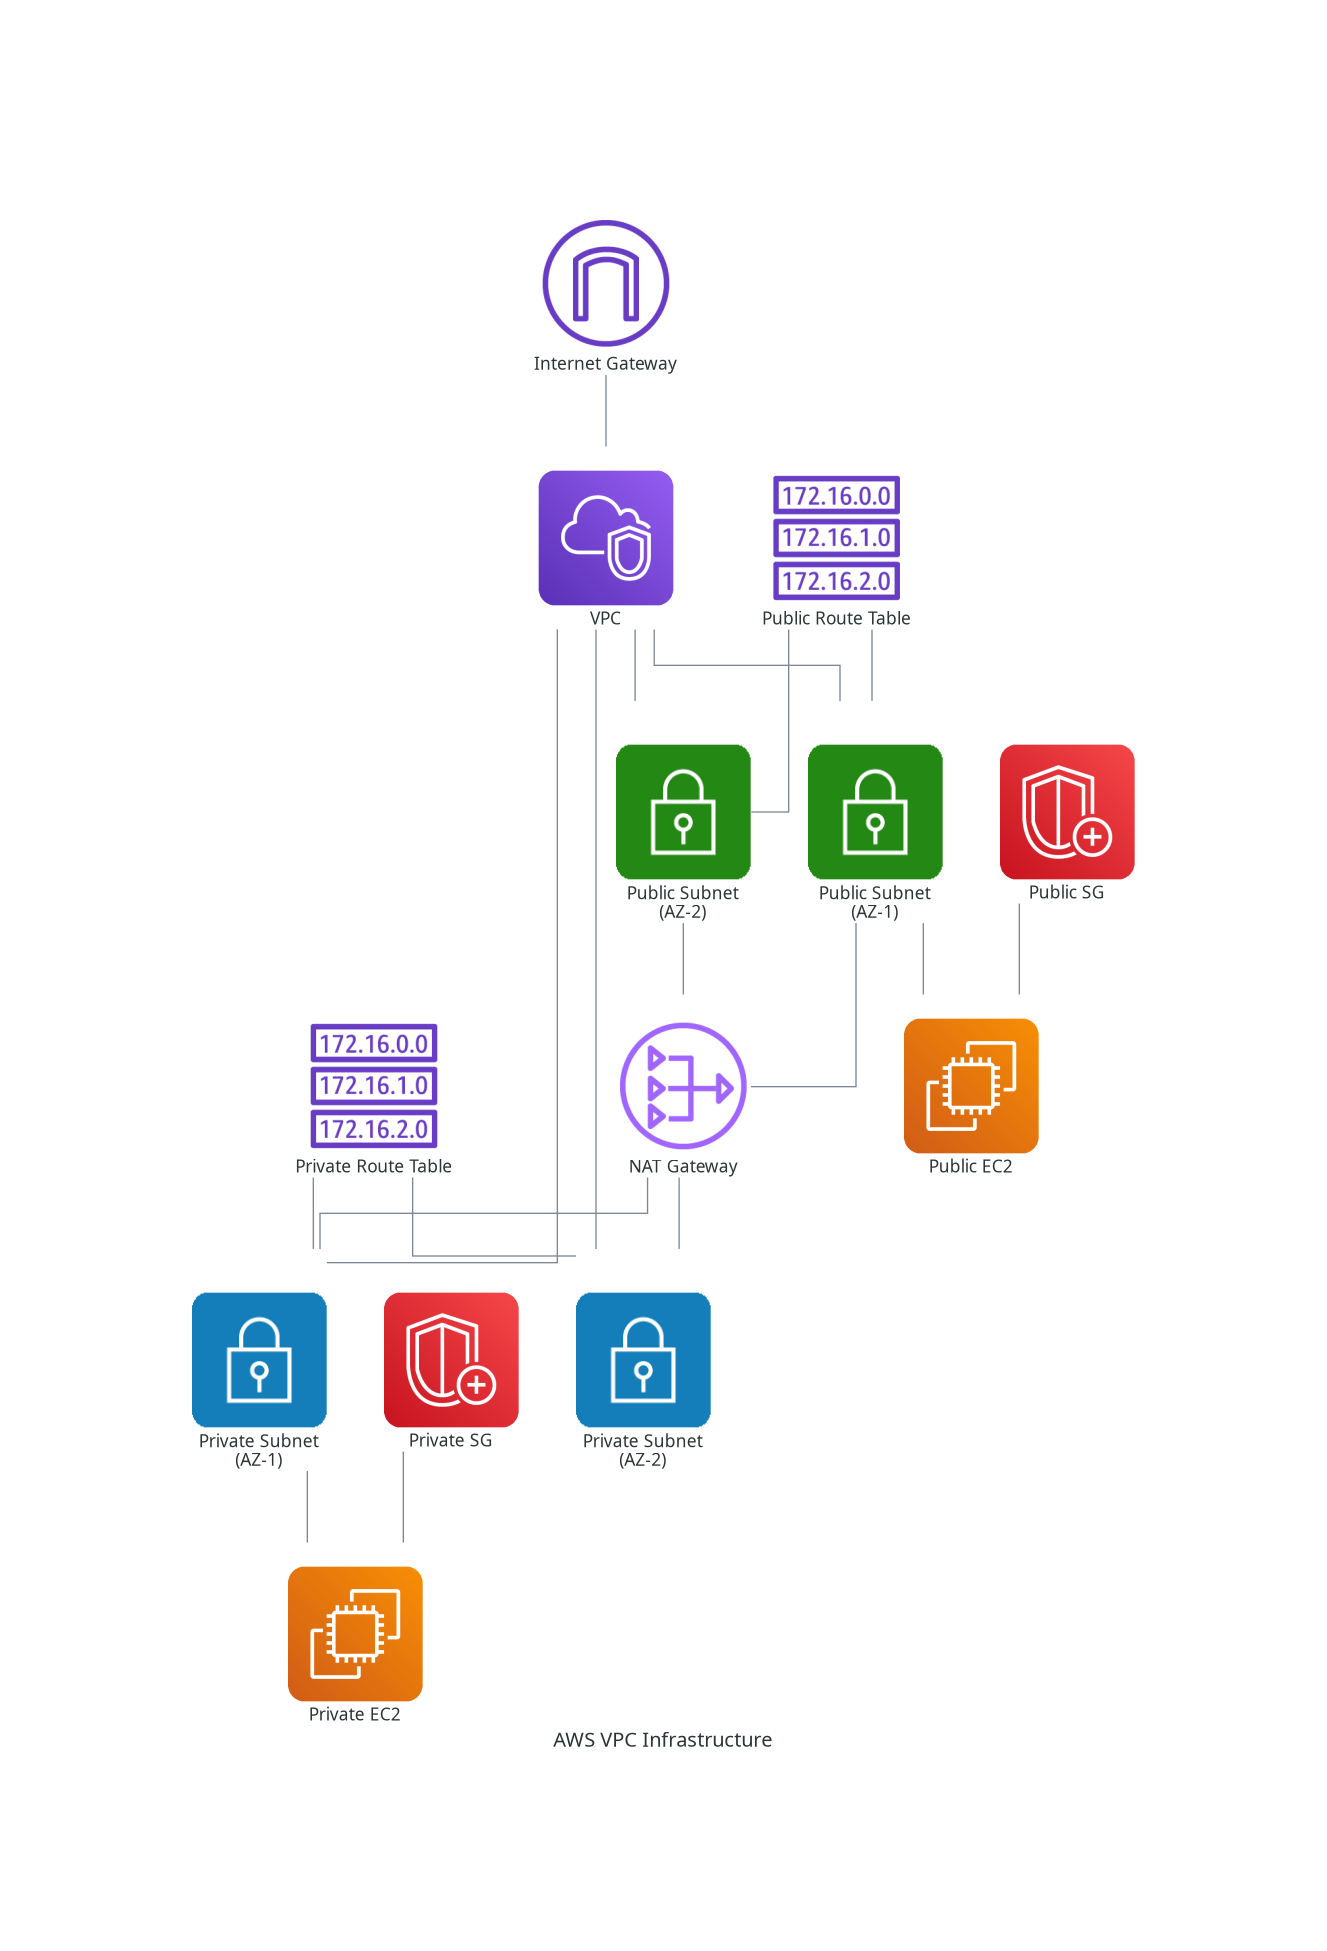 Internet Gateway
172.16.0.0
172.16.1.0
172.16.2.0
VPC
Public Route Table
Public Subnet
(AZ-2)
Public Subnet
(AZ-1)
Public SG
172.16.0.0
172.16.1.0
172.16.2.0
Private Route Table
NAT Gateway
Public EC2
Private Subnet
(AZ-1)
Private SG
Private Subnet
(AZ-2)
Private EC2
AWS VPC Infrastructure